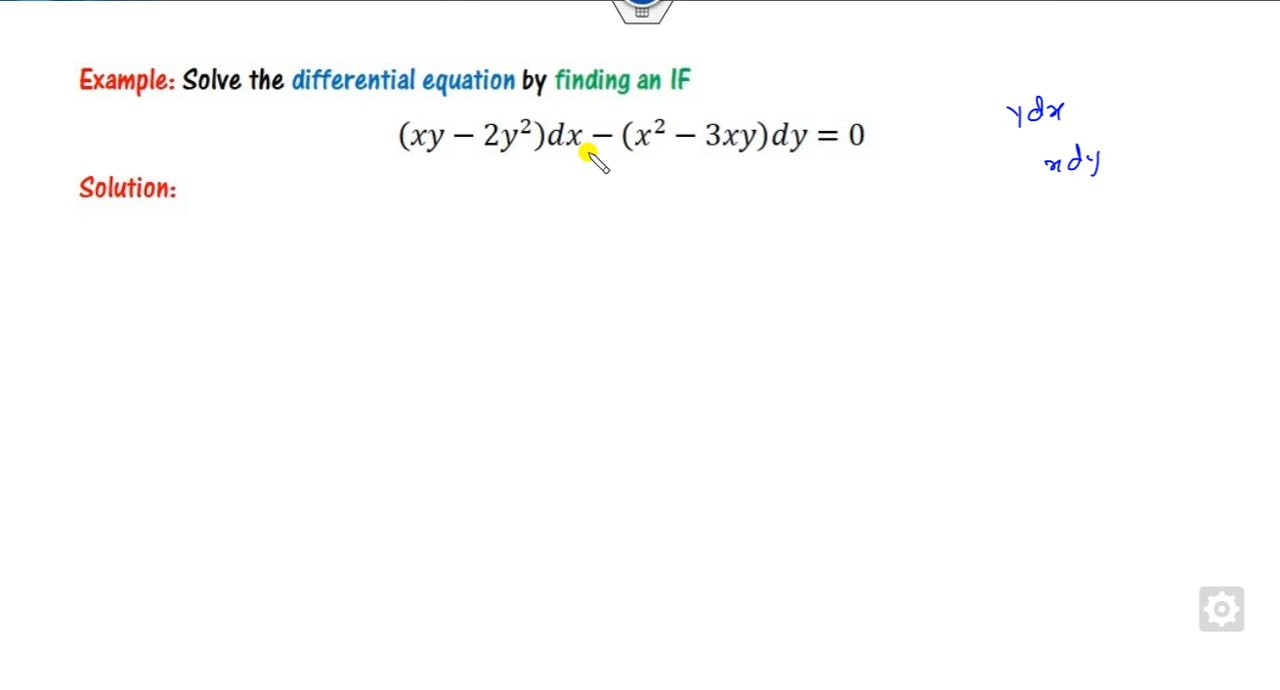 Example: Solve the differential equation by finding an IF
(xy − 2y²)dx − (x² − 3xy)dy = 0
ydx
xdy
Solution: